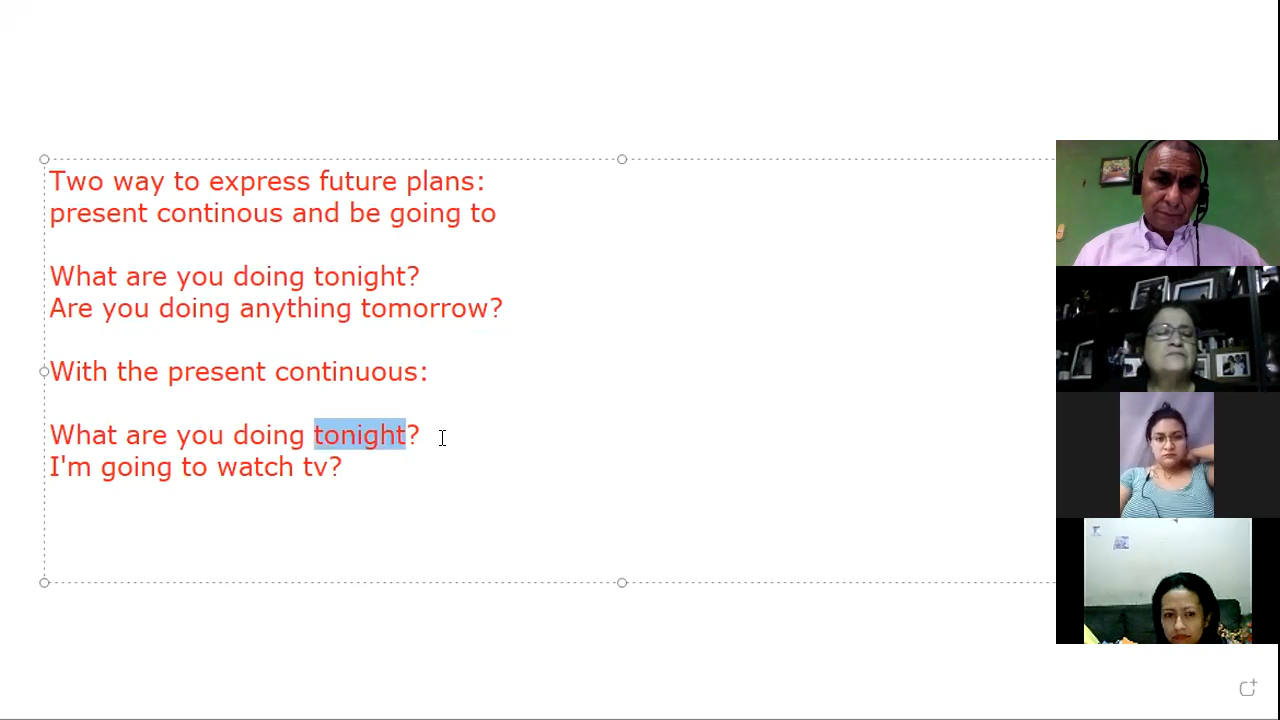 Two way to express future plans:
present continous and be going to
What are you doing tonight?
Are you doing anything tomorrow?
With the present continuous:
What are you doing tonight?
I'm going to watch tv?